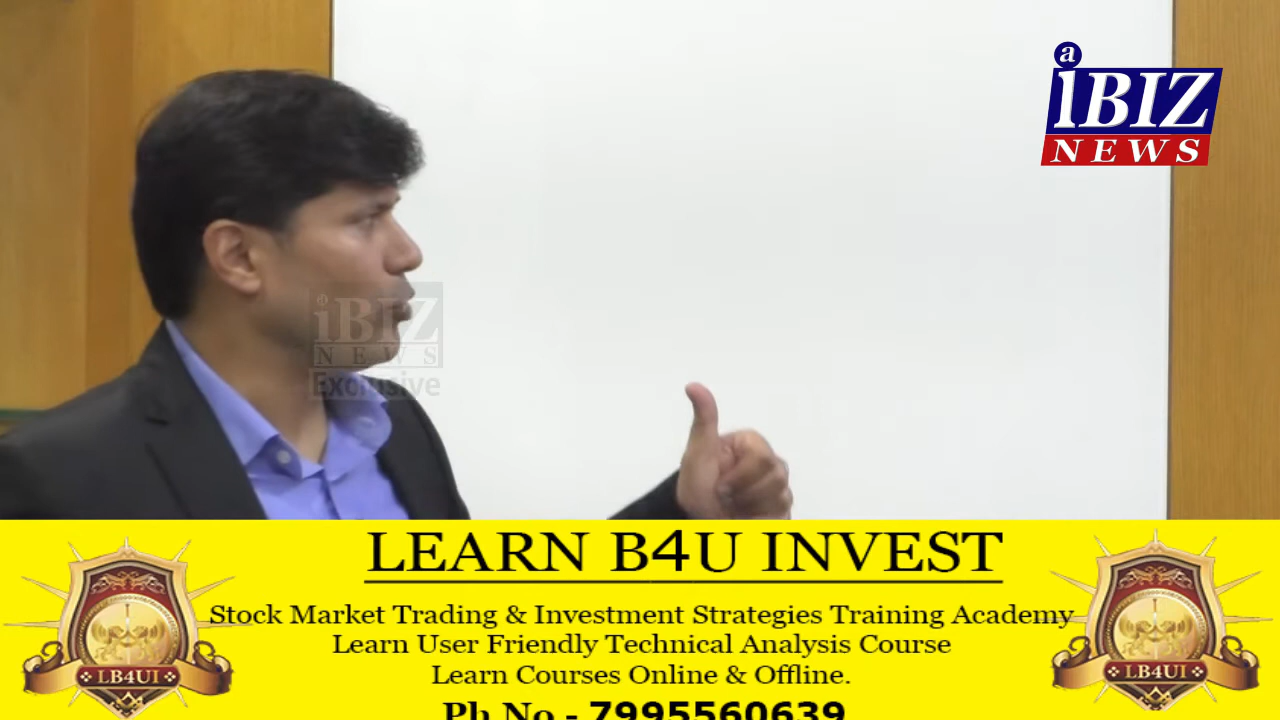 a
iBIZ
NEWS
a
iBIZ
NEWS
Exclusive
LEARN B4U INVEST
Stock Market Trading & Investment Strategies Training Academy
Learn User Friendly Technical Analysis Course
Learn Courses Online & Offline.
Ph No - 7995560639
LB4UI
LB4UI